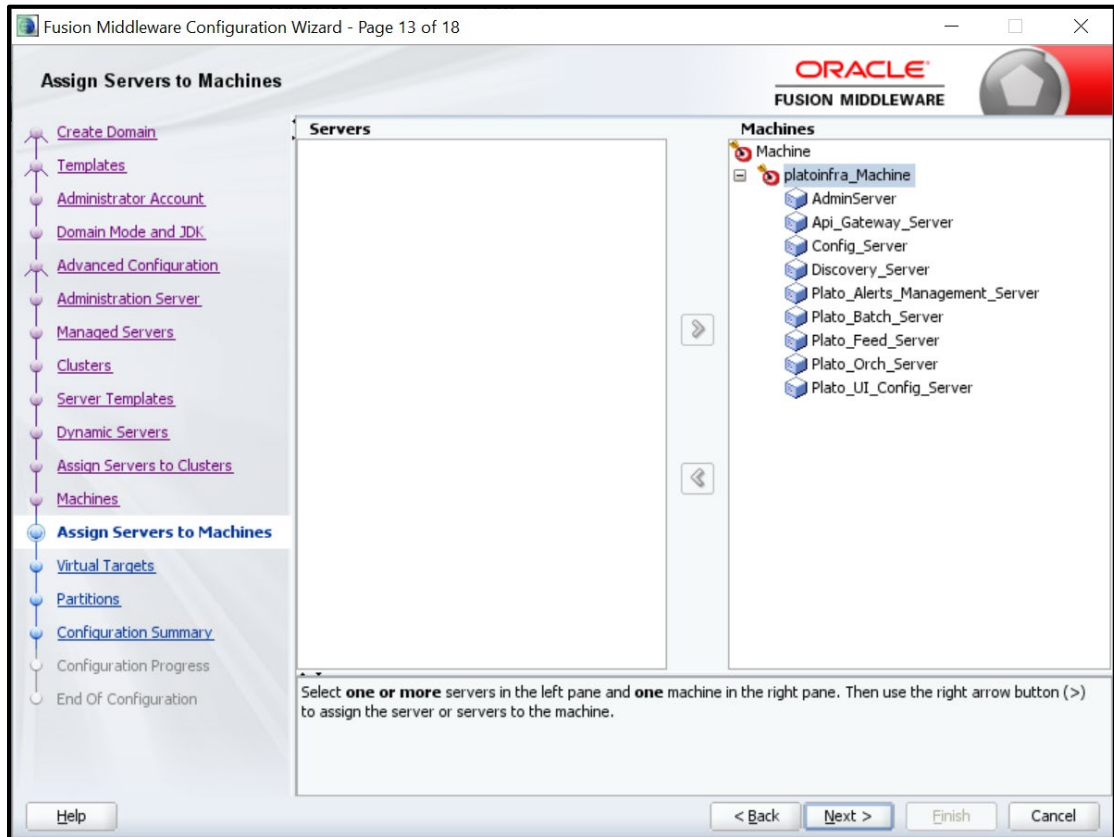 Fusion Middleware Configuration Wizard - Page 13 of 18
Assign Servers to Machines
ORACLE
FUSION MIDDLEWARE
Create Domain
Templates
Administrator Account
Domain Mode and JDK
Advanced Configuration
Administration Server
Managed Servers
Clusters
Server Templates
Dynamic Servers
Assign Servers to Clusters
Machines
Assign Servers to Machines
Virtual Targets
Partitions
Configuration Summary
Configuration Progress
End Of Configuration
Servers
Machines
Machine
platoinfra_Machine
AdminServer
Api_Gateway_Server
Config_Server
Discovery_Server
Plato_Alerts_Management_Server
Plato_Batch_Server
Plato_Feed_Server
Plato_Orch_Server
Plato_UI_Config_Server
Select one or more servers in the left pane and one machine in the right pane. Then use the right arrow button (>)
to assign the server or servers to the machine.
Help
< Back
Next >
Finish
Cancel